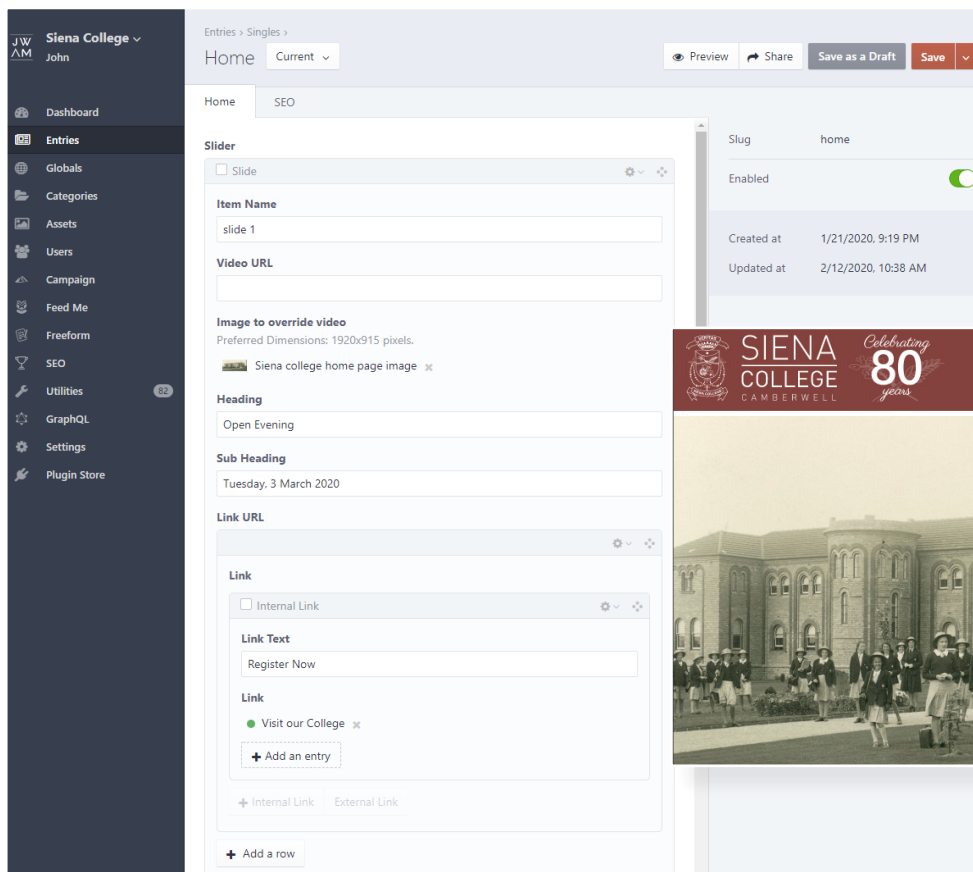 JW
AM
Siena College
John
Dashboard
Entries
Globals
Categories
Assets
Users
Campaign
Feed Me
Freeform
SEO
Utilities 82
GraphQL
Settings
Plugin Store
Entries › Singles ›
Home Current
Preview Share Save as a Draft Save
Home SEO
Slider
Slide
Item Name
slide 1
Video URL
Image to override video
Preferred Dimensions: 1920x915 pixels.
Siena college home page image
Heading
Open Evening
Sub Heading
Tuesday, 3 March 2020
Link URL
Link
Internal Link
Link Text
Register Now
Link
Visit our College
+ Add an entry
+ Internal Link External Link
+ Add a row
Slug home
Enabled
Created at 1/21/2020, 9:19 PM
Updated at 2/12/2020, 10:38 AM
SIENA
COLLEGE
CAMBERWELL
Celebrating
80
years